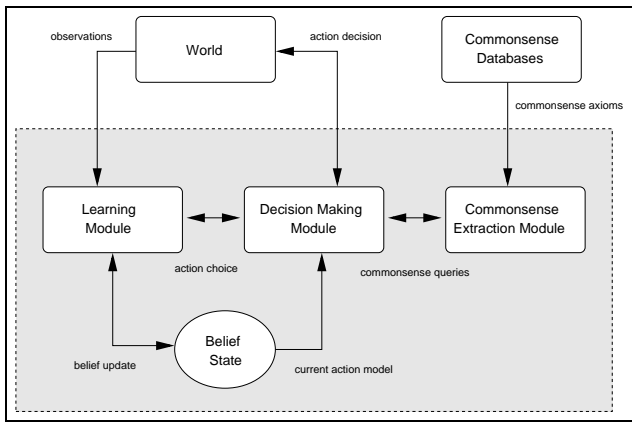 observations
World
action decision
Commonsense
Databases
commonsense axioms
Learning
Module
Decision Making
Module
Commonsense
Extraction Module
action choice
commonsense queries
Belief
State
belief update
current action model